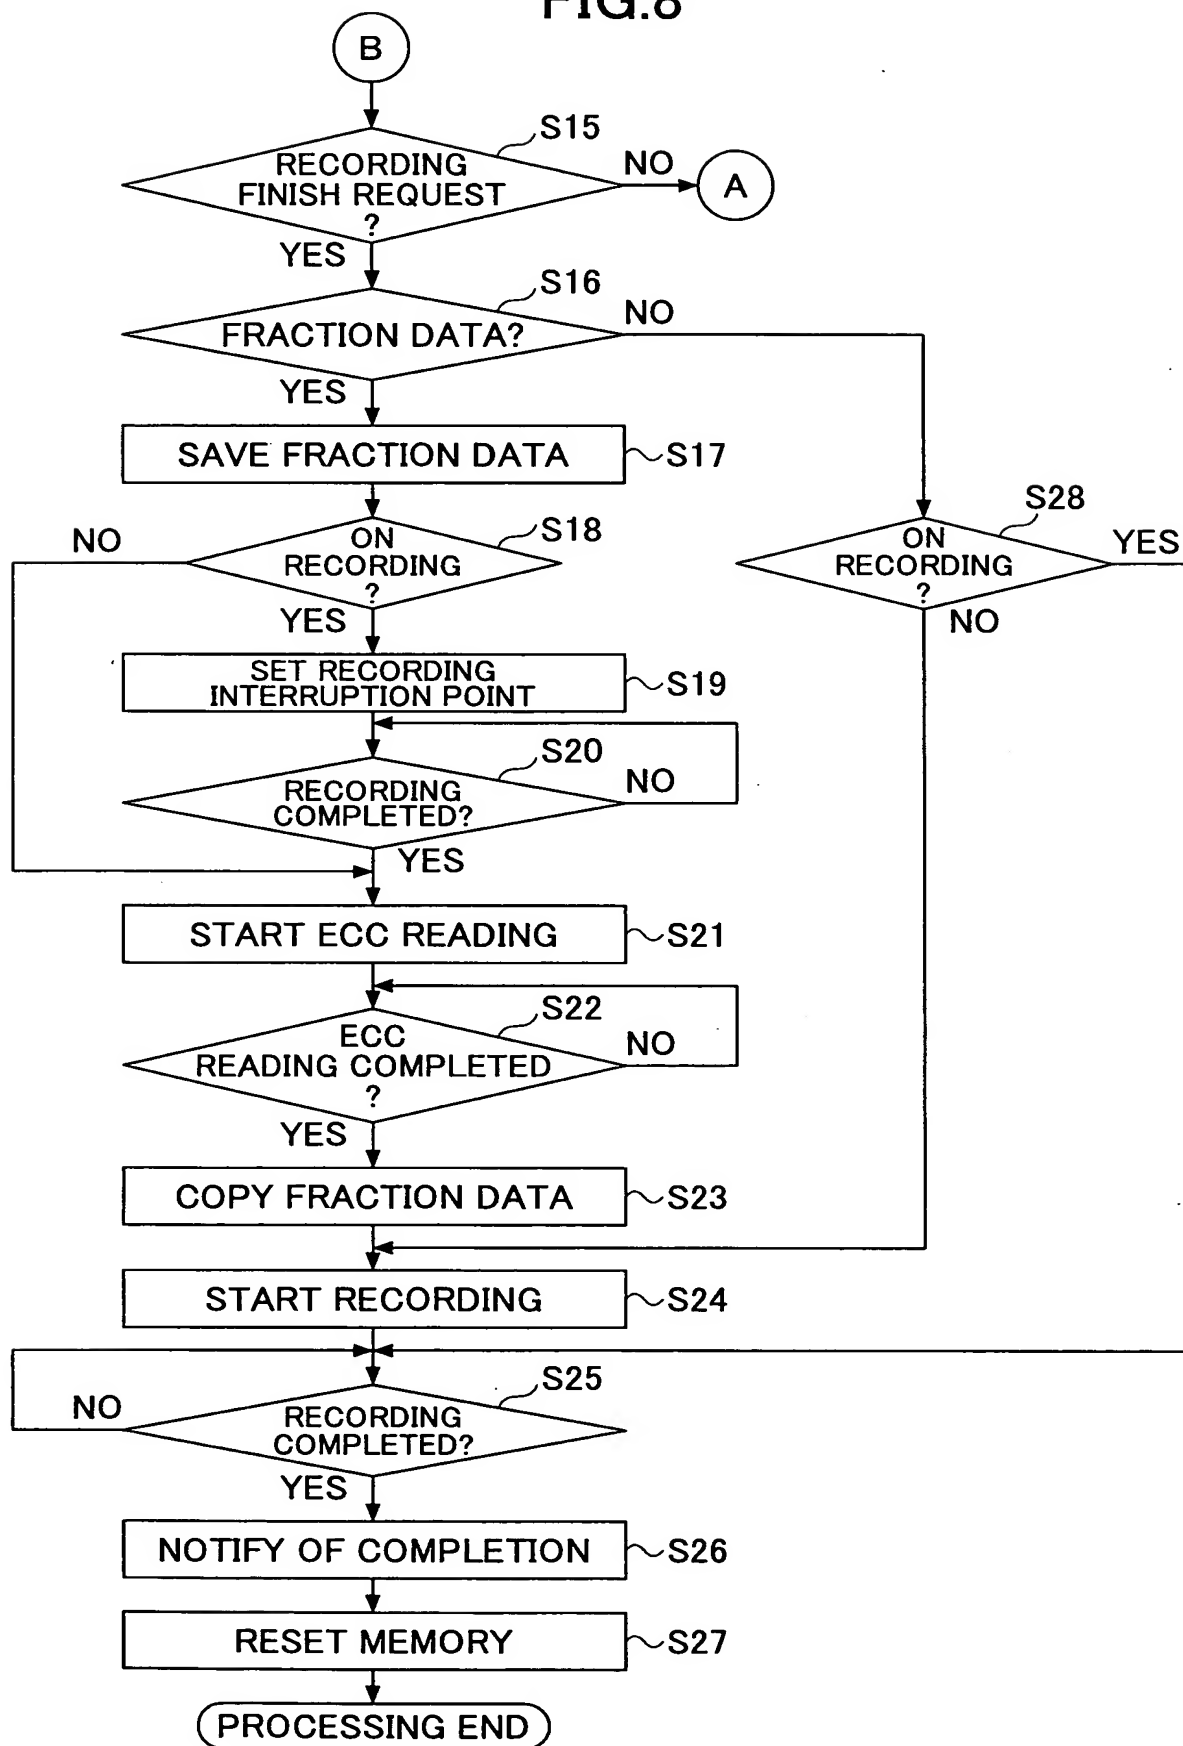 FIG.8
B
S15
RECORDING
FINISH REQUEST
?
NO
A
YES
S16
FRACTION DATA?
NO
YES
SAVE FRACTION DATA
S17
S18
ON
RECORDING
?
NO
YES
S28
ON
RECORDING
?
YES
NO
SET RECORDING
INTERRUPTION POINT
S19
S20
RECORDING
COMPLETED?
NO
YES
START ECC READING
S21
S22
ECC
READING COMPLETED
?
NO
YES
COPY FRACTION DATA
S23
START RECORDING
S24
S25
NO
RECORDING
COMPLETED?
YES
NOTIFY OF COMPLETION
S26
RESET MEMORY
S27
PROCESSING END